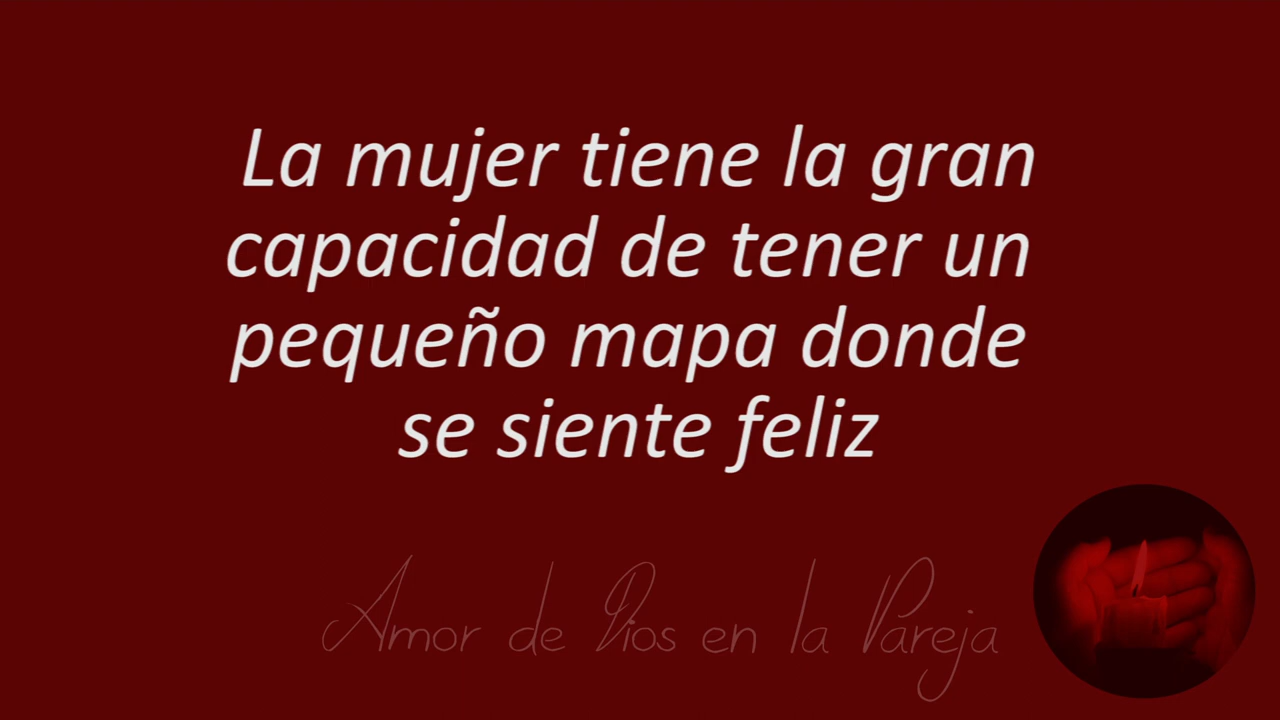 La mujer tiene la gran
capacidad de tener un
pequeño mapa donde
se siente feliz
Amor de Dios en la Pareja